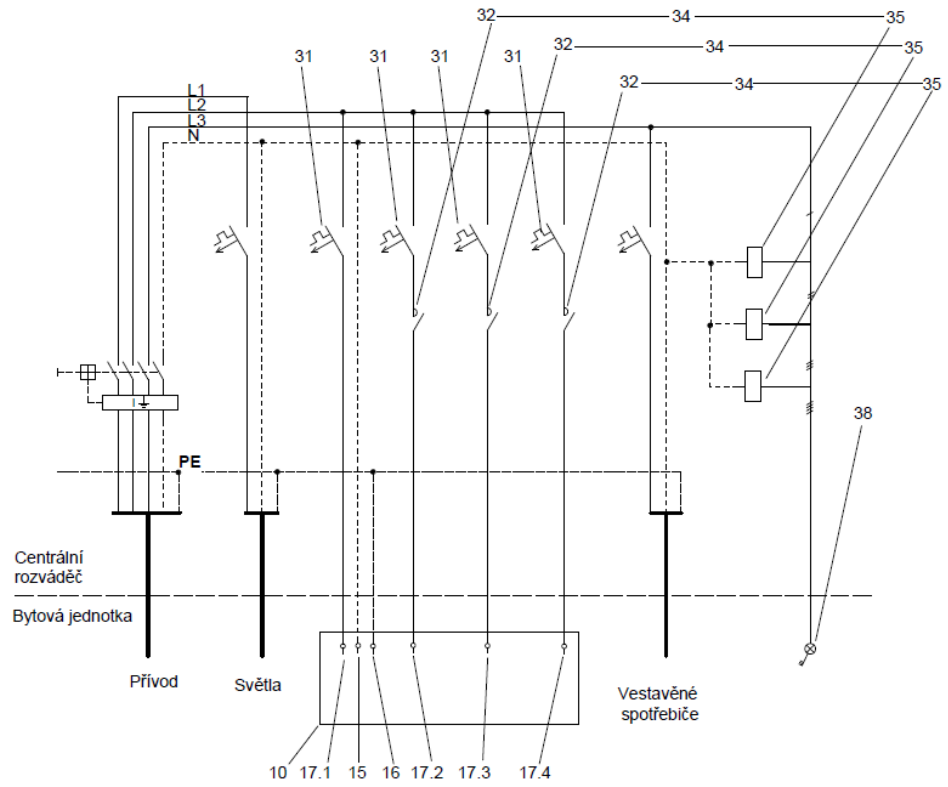 32 34 35
31 31 31 31 32 34 35
32 34 35
L1
L2
L3
N
38
PE
Centrální
rozváděč
Bytová jednotka
Přívod
Světla
Vestavěné
spotřebiče
10 17.1 15 16 17.2 17.3 17.4